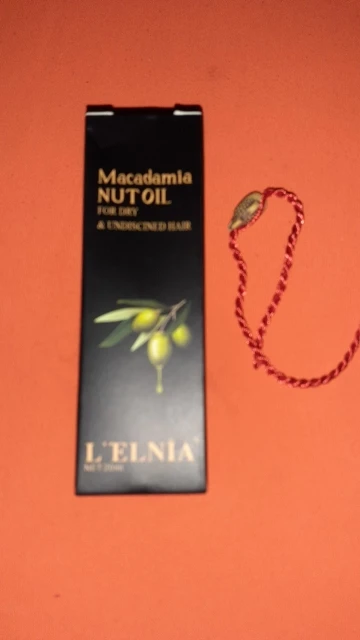 Macadamia
NUT OIL
FOR DRY
& UNDISCINED HAIR
L'ELNIA